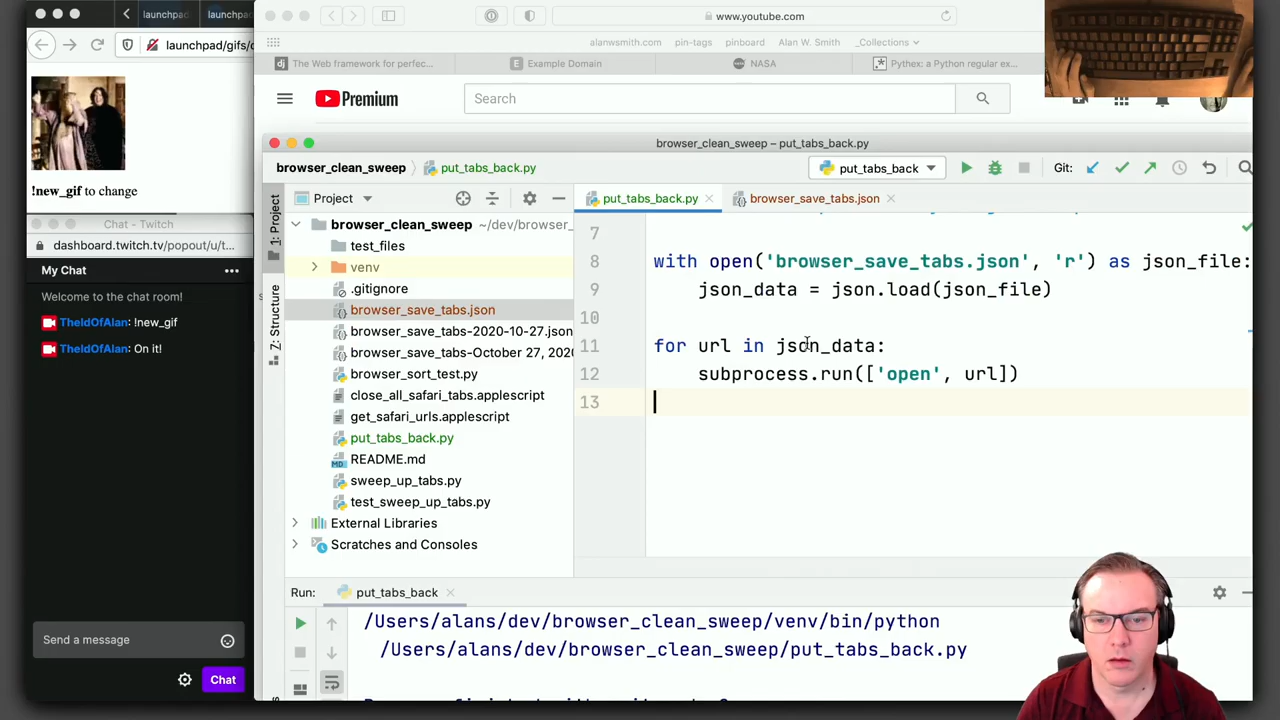 launchpad
launchpad
launchpad/gifs/c
!new_gif to change
Chat - Twitch
dashboard.twitch.tv/popout/u/t...
My Chat
Welcome to the chat room!
TheIdOfAlan: !new_gif
TheIdOfAlan: On it!
Send a message
Chat
www.youtube.com
alanwsmith.com pin-tags pinboard Alan W. Smith _Collections
The Web framework for perfec...
Example Domain
NASA
Pythex: a Python regular ex...
Premium
Search
browser_clean_sweep – put_tabs_back.py
browser_clean_sweep put_tabs_back.py
put_tabs_back
Git:
1: Project
Z: Structure
Project
browser_clean_sweep ~/dev/browser_
test_files
venv
.gitignore
browser_save_tabs.json
browser_save_tabs-2020-10-27.json
browser_save_tabs-October 27, 202
browser_sort_test.py
close_all_safari_tabs.applescript
get_safari_urls.applescript
put_tabs_back.py
README.md
sweep_up_tabs.py
test_sweep_up_tabs.py
External Libraries
Scratches and Consoles
put_tabs_back.py
browser_save_tabs.json
7
8 with open('browser_save_tabs.json', 'r') as json_file:
9 json_data = json.load(json_file)
10
11 for url in json_data:
12 subprocess.run(['open', url])
13
Run: put_tabs_back
/Users/alans/dev/browser_clean_sweep/venv/bin/python
/Users/alans/dev/browser_clean_sweep/put_tabs_back.py